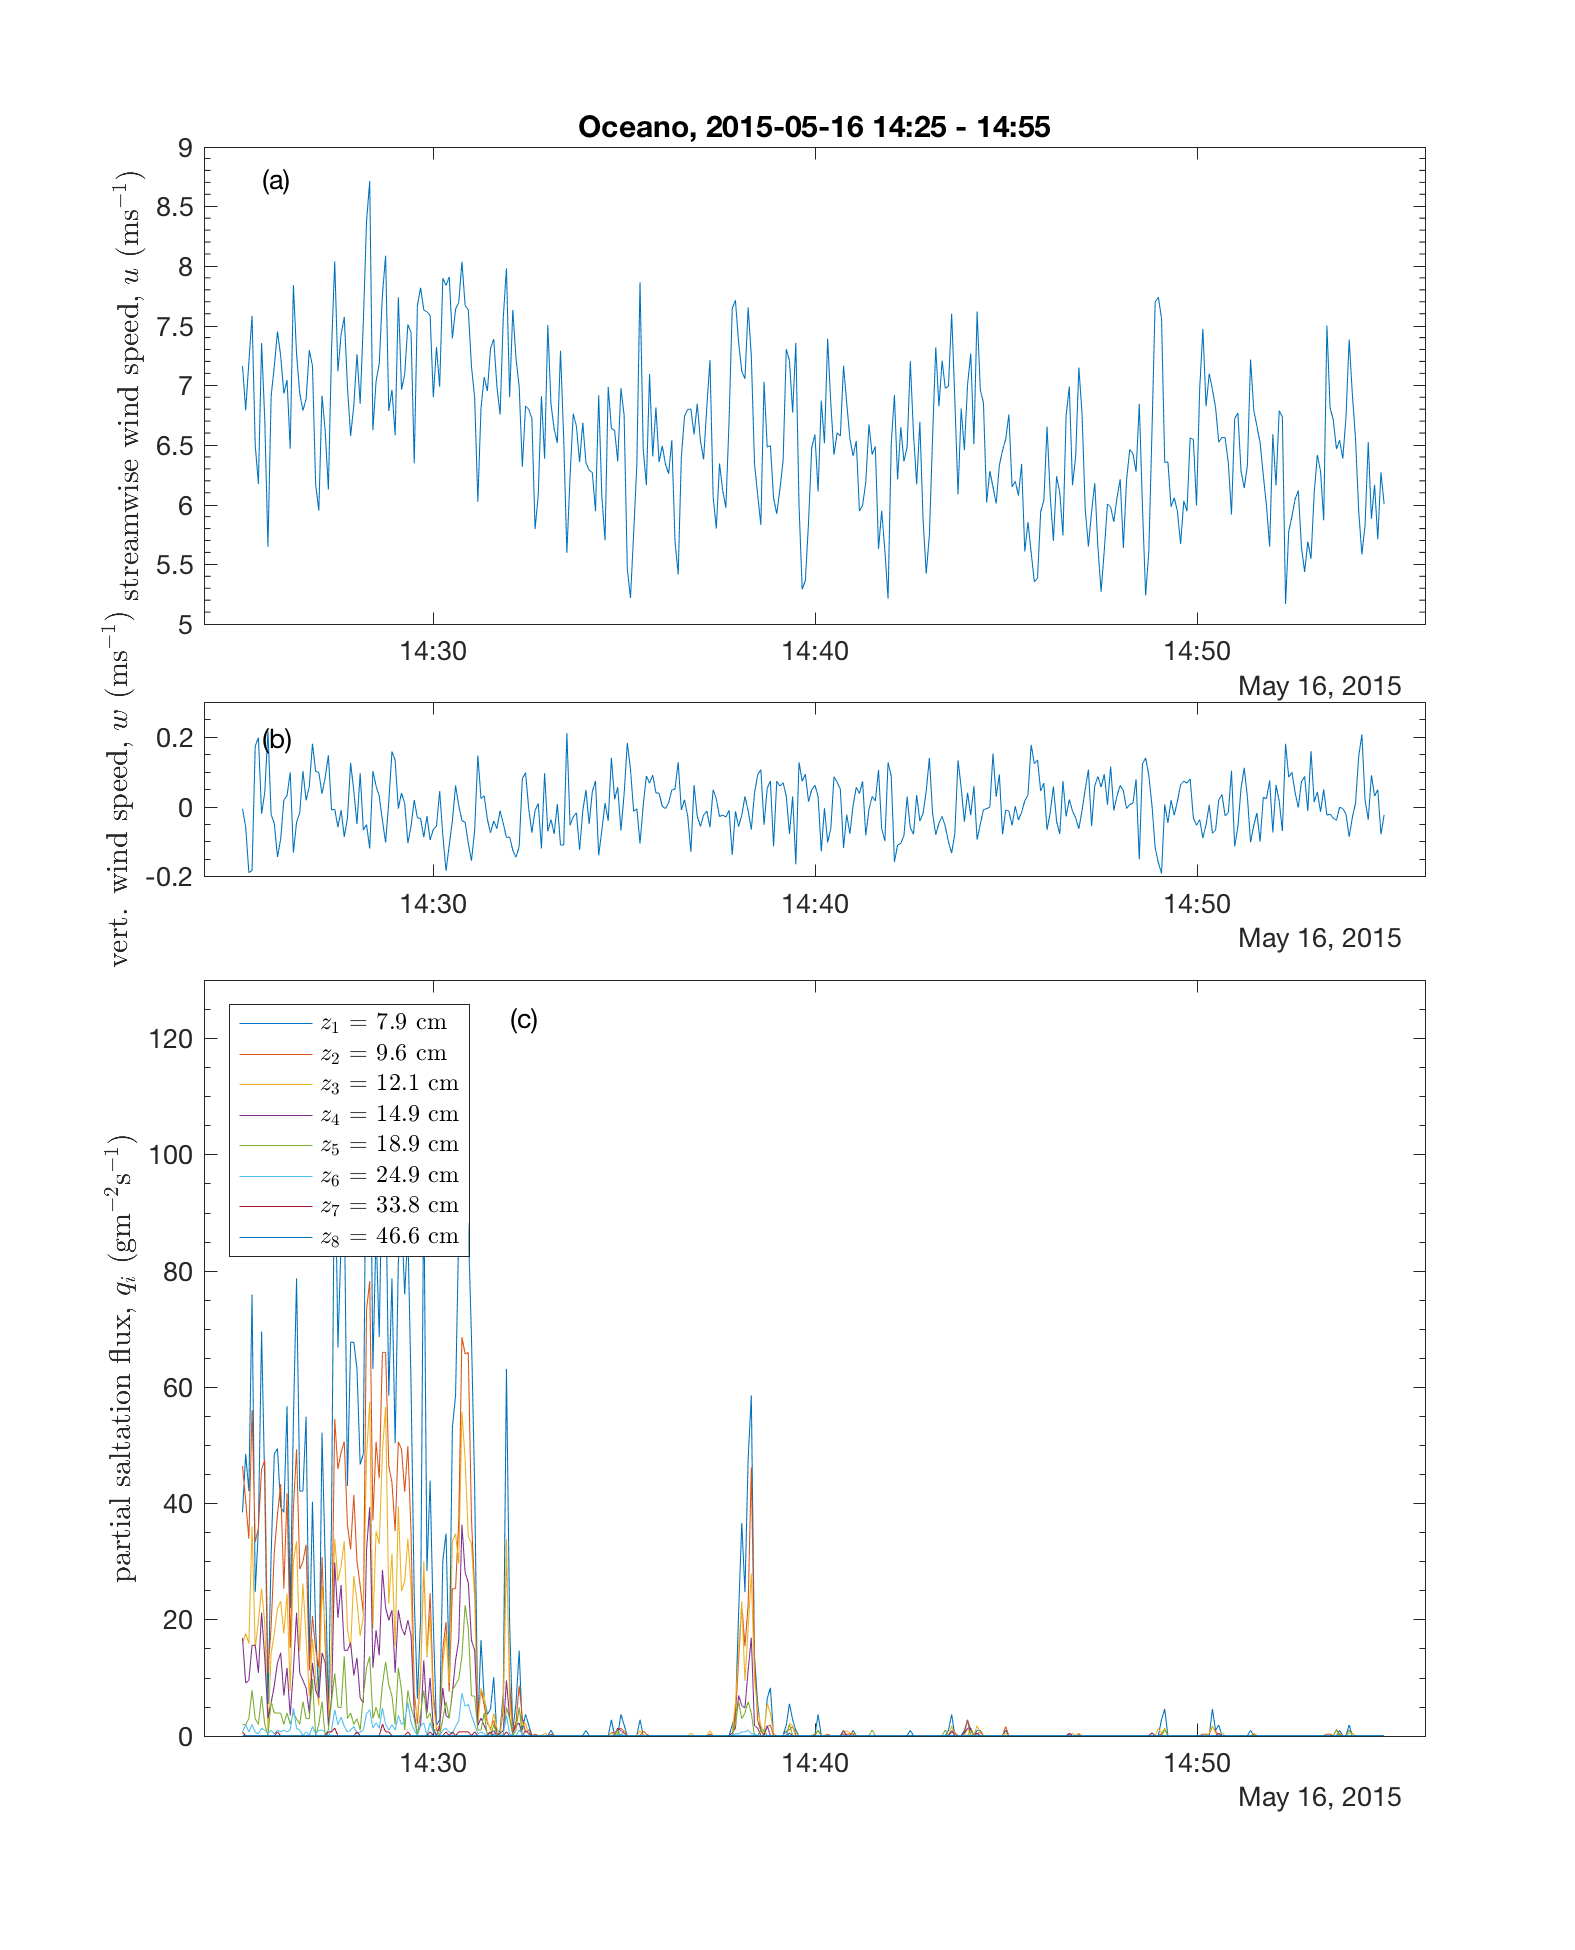 Oceano, 2015-05-16 14:25 - 14:55
streamwise wind speed, u (ms⁻¹)
(a)
9
8.5
8
7.5
7
6.5
6
5.5
5
14:30 14:40 14:50
May 16, 2015
vert. wind speed, w (ms⁻¹)
(b)
0.2
0
-0.2
14:30 14:40 14:50
May 16, 2015
partial saltation flux, qᵢ (gm⁻²s⁻¹)
(c)
z₁ = 7.9 cm
z₂ = 9.6 cm
z₃ = 12.1 cm
z₄ = 14.9 cm
z₅ = 18.9 cm
z₆ = 24.9 cm
z₇ = 33.8 cm
z₈ = 46.6 cm
120
100
80
60
40
20
0
14:30 14:40 14:50
May 16, 2015